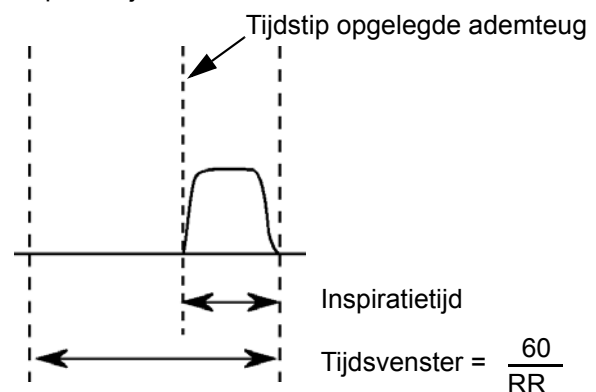 Tijdstip opgelegde ademteug
Inspiratietijd
Tijdsvenster = 60
RR